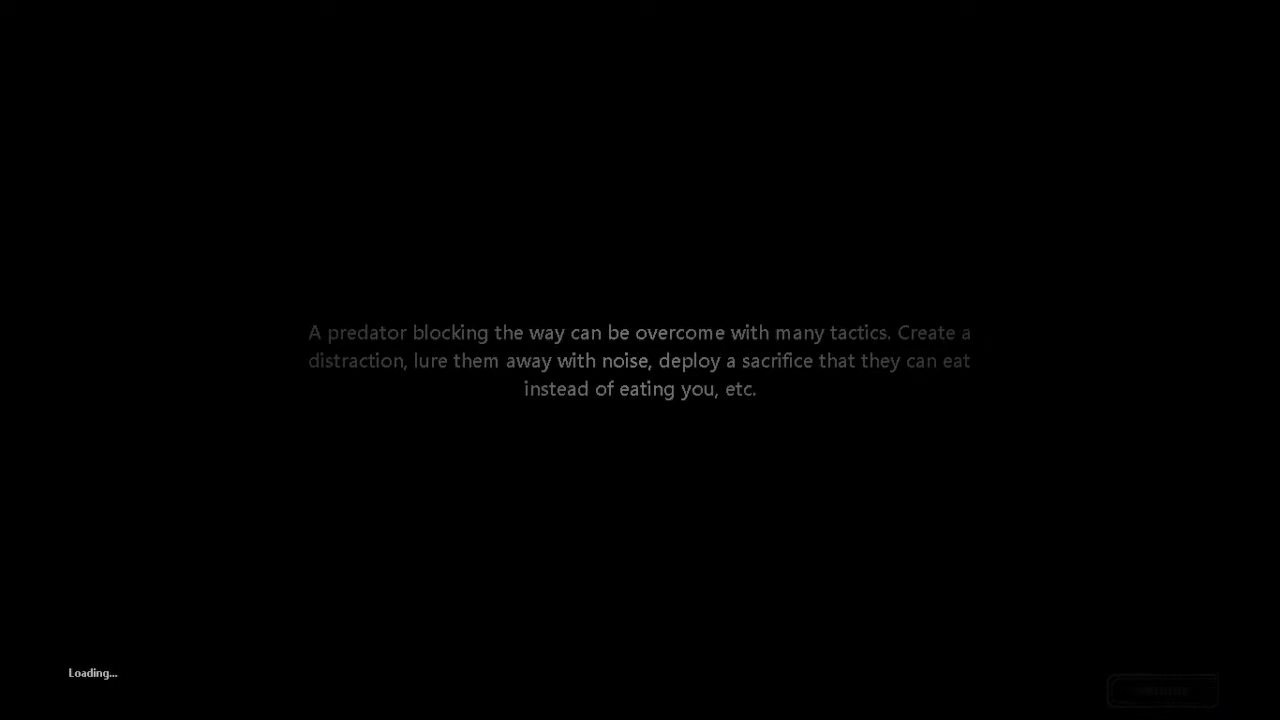 A predator blocking the way can be overcome with many tactics. Create a
distraction, lure them away with noise, deploy a sacrifice that they can eat
instead of eating you, etc.
Loading...